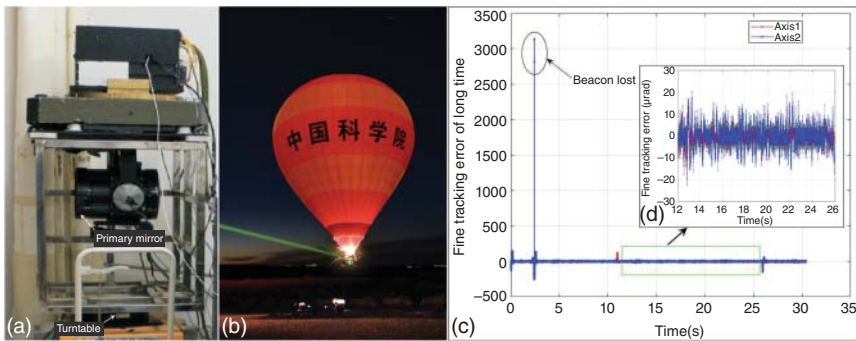 Primary mirror
Turntable
(a)
中国科学院
(b)
Fine tracking error of long time
3500
3000
2500
2000
1500
1000
500
0
−500
0 5 10 15 20 25 30 35
Time(s)
(c)
Axis1
Axis2
Beacon lost
Fine tracking error (μrad)
30
20
10
0
−10
−20
−30
12 14 16 18 20 22 24 26
Time(s)
(d)